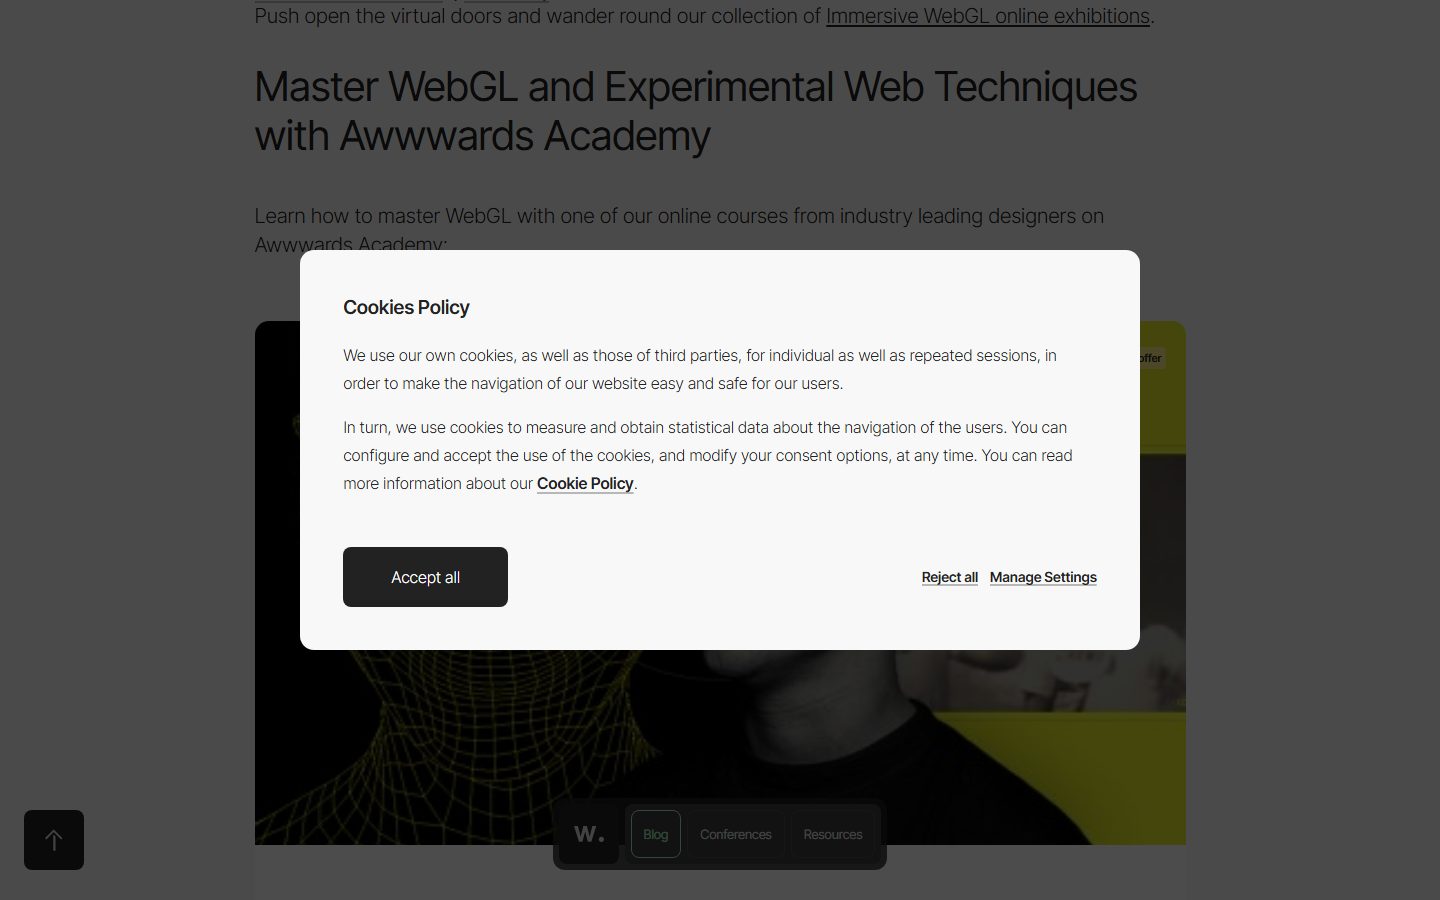 Push open the virtual doors and wander round our collection of Immersive WebGL online exhibitions.
Master WebGL and Experimental Web Techniques
with Awwwards Academy
Learn how to master WebGL with one of our online courses from industry leading designers on
Awwwards Academy:
offer
Cookies Policy
We use our own cookies, as well as those of third parties, for individual as well as repeated sessions, in
order to make the navigation of our website easy and safe for our users.
In turn, we use cookies to measure and obtain statistical data about the navigation of the users. You can
configure and accept the use of the cookies, and modify your consent options, at any time. You can read
more information about our Cookie Policy.
Accept all
Reject all Manage Settings
W. Blog Conferences Resources